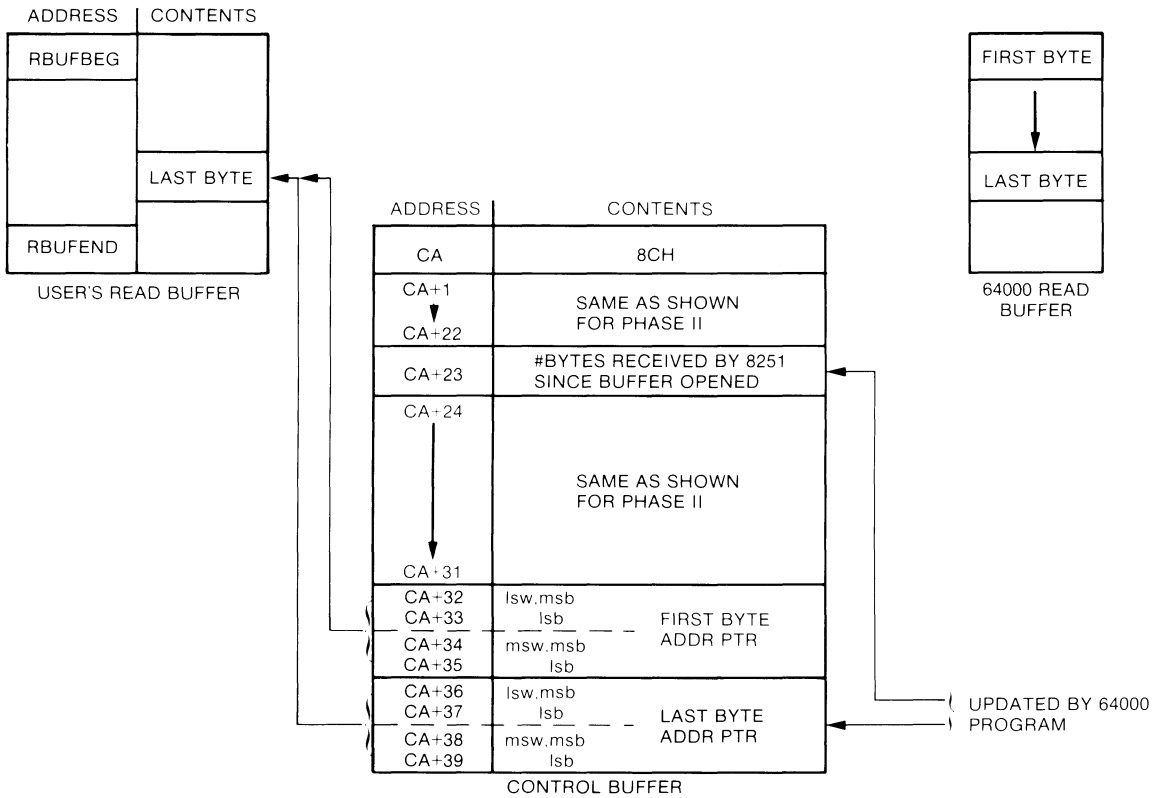 ADDRESS CONTENTS
RBUFBEG
LAST BYTE
RBUFEND
USER'S READ BUFFER
FIRST BYTE
LAST BYTE
64000 READ
BUFFER
ADDRESS CONTENTS
CA 8CH
CA+1
CA+22
SAME AS SHOWN
FOR PHASE II
CA+23
#BYTES RECEIVED BY 8251
SINCE BUFFER OPENED
CA+24
CA+31
SAME AS SHOWN
FOR PHASE II
CA+32 lsw,msb
CA+33 lsb
CA+34 msw,msb
CA+35 lsb
FIRST BYTE
ADDR PTR
CA+36 lsw,msb
CA+37 lsb
CA+38 msw,msb
CA+39 lsb
LAST BYTE
ADDR PTR
CONTROL BUFFER
UPDATED BY 64000
PROGRAM